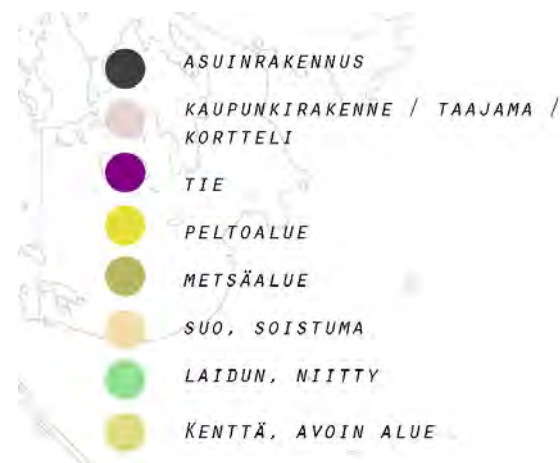 ASUINRAKENNUS
KAUPUNKIRAKENNE / TAAJAMA /
KORTTELI
TIE
PELTOALUE
METSÄALUE
SUO, SOISTUMA
LAIDUN, NIITTY
KENTTÄ, AVOIN ALUE